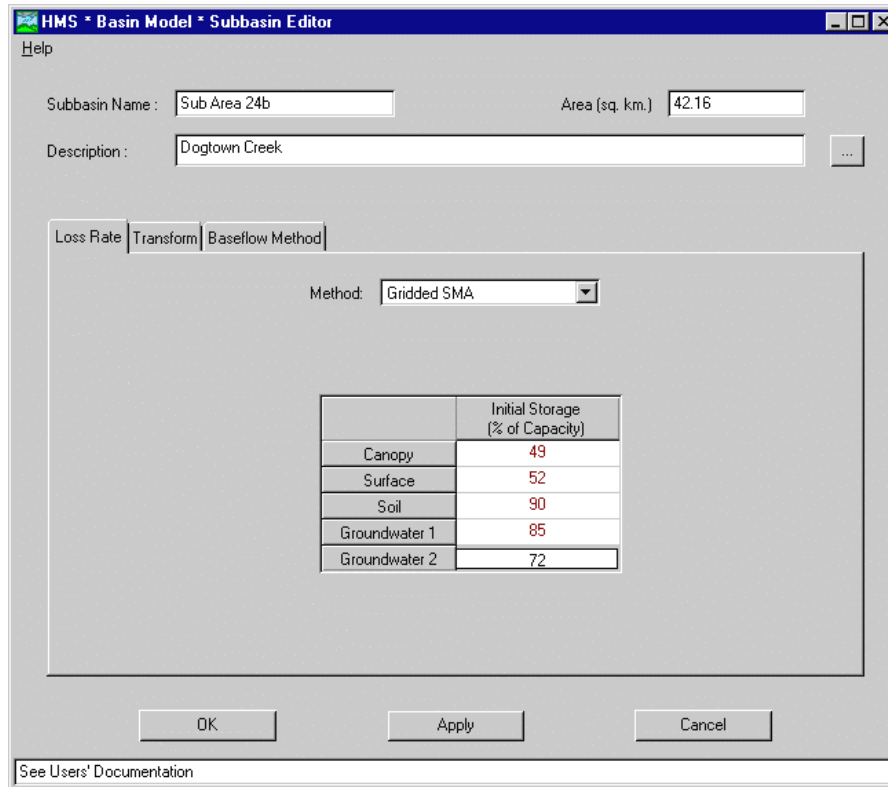 HMS * Basin Model * Subbasin Editor
Help
Subbasin Name : Sub Area 24b Area (sq. km.) 42.16
Description : Dogtown Creek ...
Loss Rate Transform Baseflow Method
Method: Gridded SMA
Initial Storage
(% of Capacity)
Canopy 49
Surface 52
Soil 90
Groundwater 1 85
Groundwater 2 72
OK Apply Cancel
See Users' Documentation